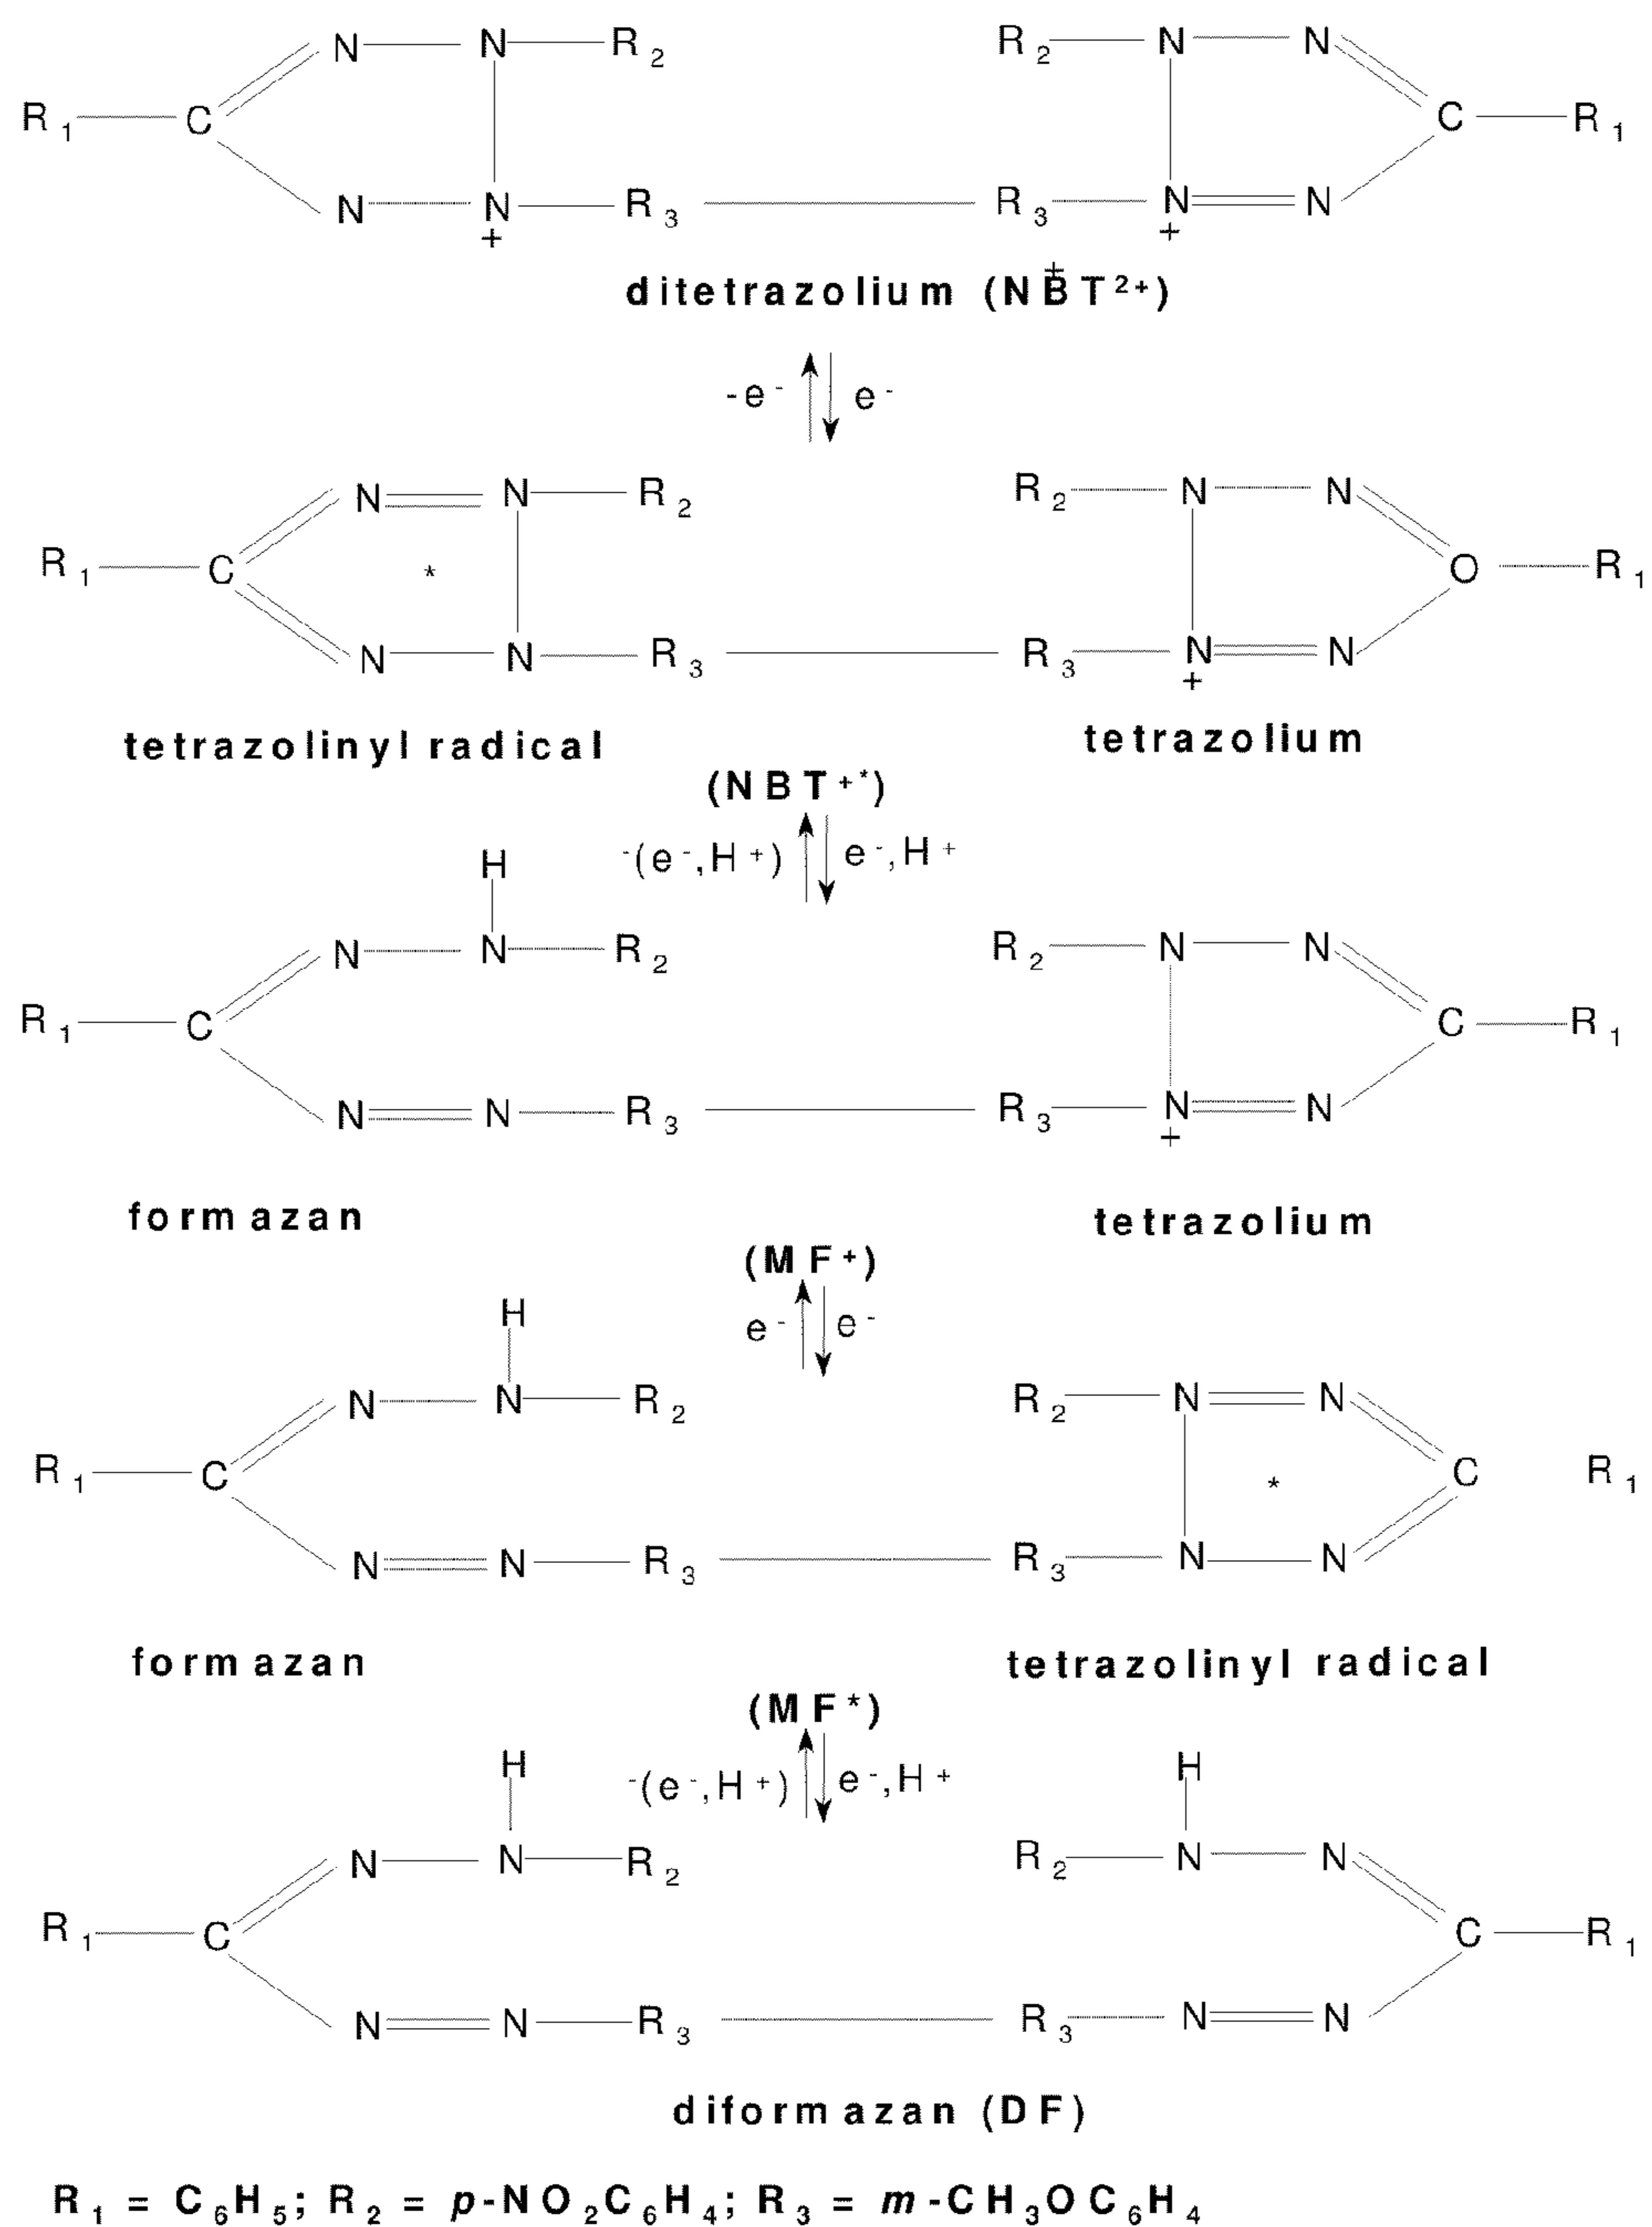 N N R2 R2 N N
R1 C C R1
N N R3 R3 N N
+ +
ditetrazolium (NBT2+)
-e- e-
N N R2 R2 N N
R1 C * O R1
N N R3 R3 N N
+
tetrazolinyl radical tetrazolium
(NBT+*)
-(e-,H+) e-,H+
H
N N R2 R2 N N
R1 C C R1
N N R3 R3 N N
+
formazan tetrazolium
(MF+)
e- e-
H
N N R2 R2 N N
R1 C * C R1
N N R3 R3 N N
formazan tetrazolinyl radical
(MF*)
-(e-,H+) e-,H+
H H
N N R2 R2 N N
R1 C C R1
N N R3 R3 N N
diformazan (DF)
R1 = C6H5; R2 = p-NO2C6H4; R3 = m-CH3OC6H4